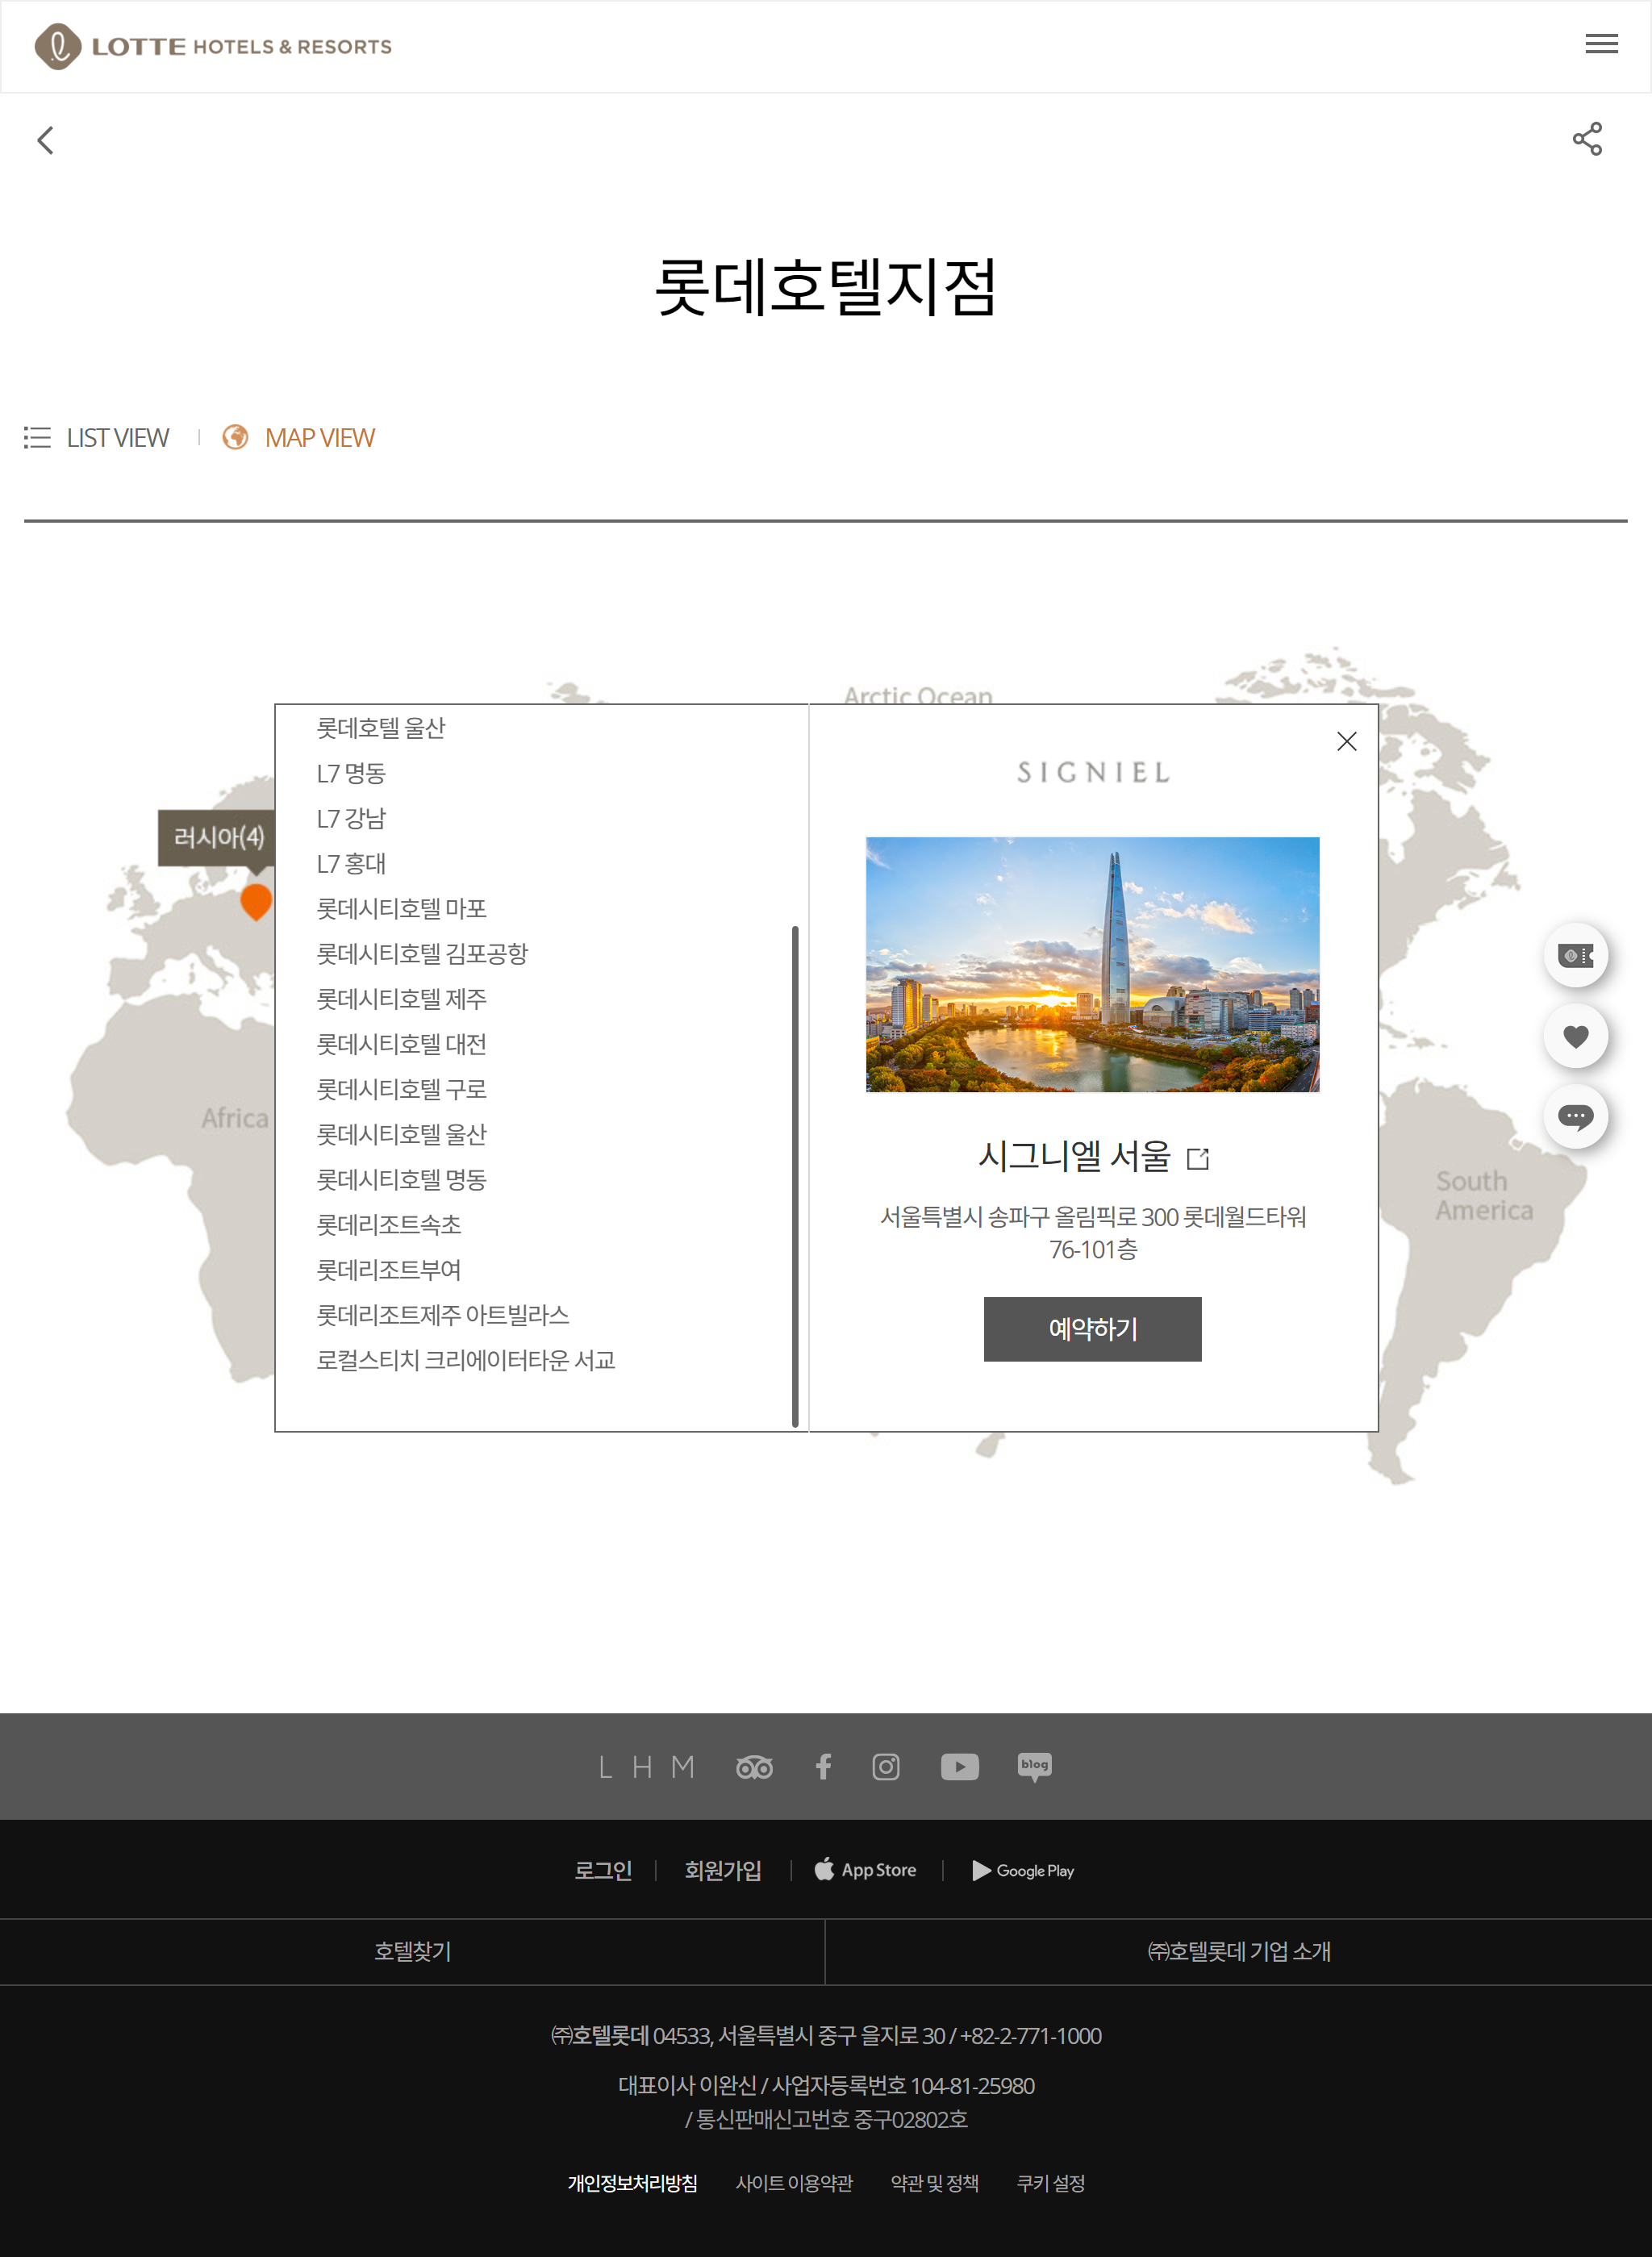 LOTTE HOTELS & RESORTS
롯데호텔지점
LIST VIEW
MAP VIEW
Arctic Ocean
러시아(4)
Africa
South
America
롯데호텔 울산
L7 명동
L7 강남
L7 홍대
롯데시티호텔 마포
롯데시티호텔 김포공항
롯데시티호텔 제주
롯데시티호텔 대전
롯데시티호텔 구로
롯데시티호텔 울산
롯데시티호텔 명동
롯데리조트속초
롯데리조트부여
롯데리조트제주 아트빌라스
로컬스티치 크리에이터타운 서교
SIGNIEL
시그니엘 서울
서울특별시 송파구 올림픽로 300 롯데월드타워
76-101층
예약하기
L H M
blog
로그인
회원가입
App Store
Google Play
호텔찾기
㈜호텔롯데 기업 소개
㈜호텔롯데 04533, 서울특별시 중구 을지로 30 / +82-2-771-1000
대표이사 이완신 / 사업자등록번호 104-81-25980
/ 통신판매신고번호 중구02802호
개인정보처리방침
사이트 이용약관
약관 및 정책
쿠키 설정